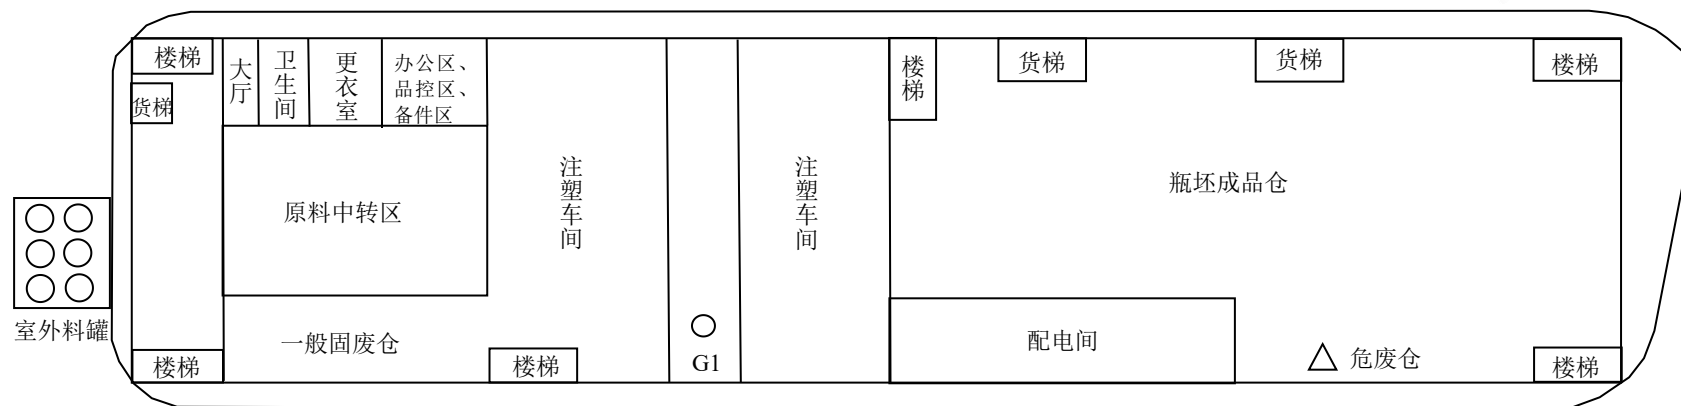 楼梯
货梯
大厅
卫生间
更衣室
办公区、
品控区、
备件区
楼梯
货梯
货梯
楼梯
原料中转区
注塑车间
注塑车间
瓶坯成品仓
室外料罐
一般固废仓
楼梯
楼梯
G1
配电间
危废仓
楼梯